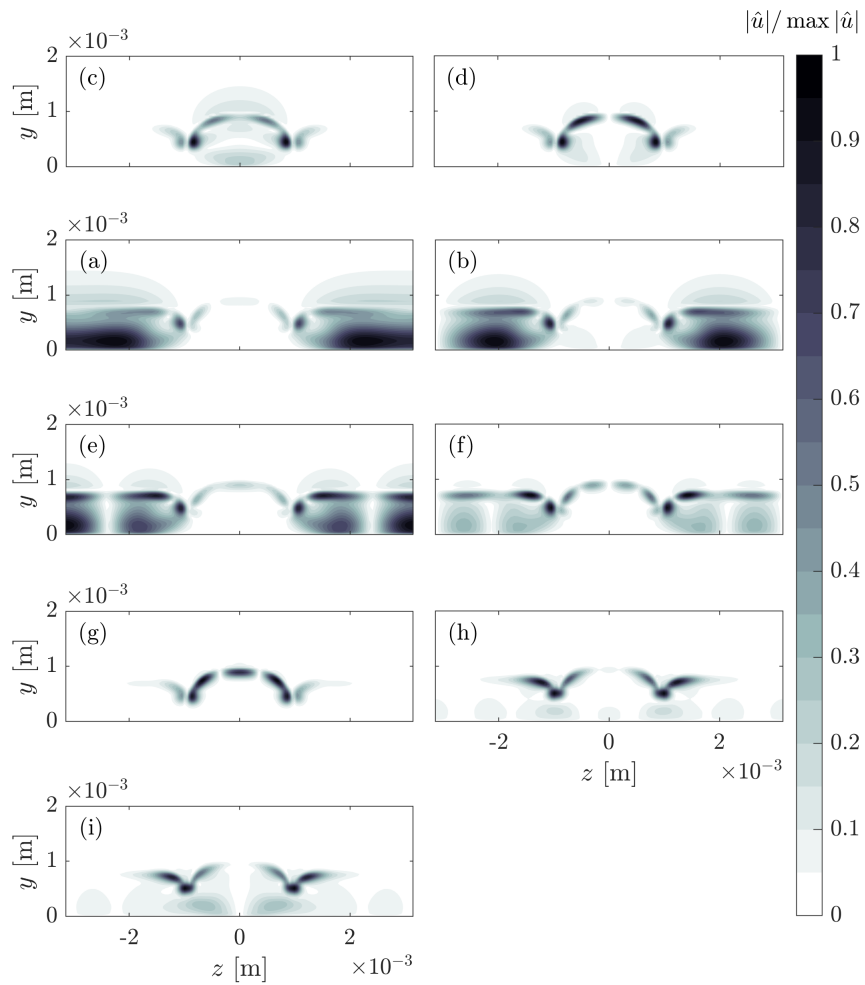 |û|/ max |û|
×10⁻³
2
(c)
(d)
y [m]
1
0
1
0.9
0.8
0.7
0.6
0.5
0.4
0.3
0.2
0.1
0
×10⁻³
2
(a)
(b)
y [m]
1
0
×10⁻³
2
(e)
(f)
y [m]
1
0
×10⁻³
2
(g)
(h)
y [m]
1
0
-2 0 2
z [m] ×10⁻³
×10⁻³
2
(i)
y [m]
1
0
-2 0 2
z [m] ×10⁻³